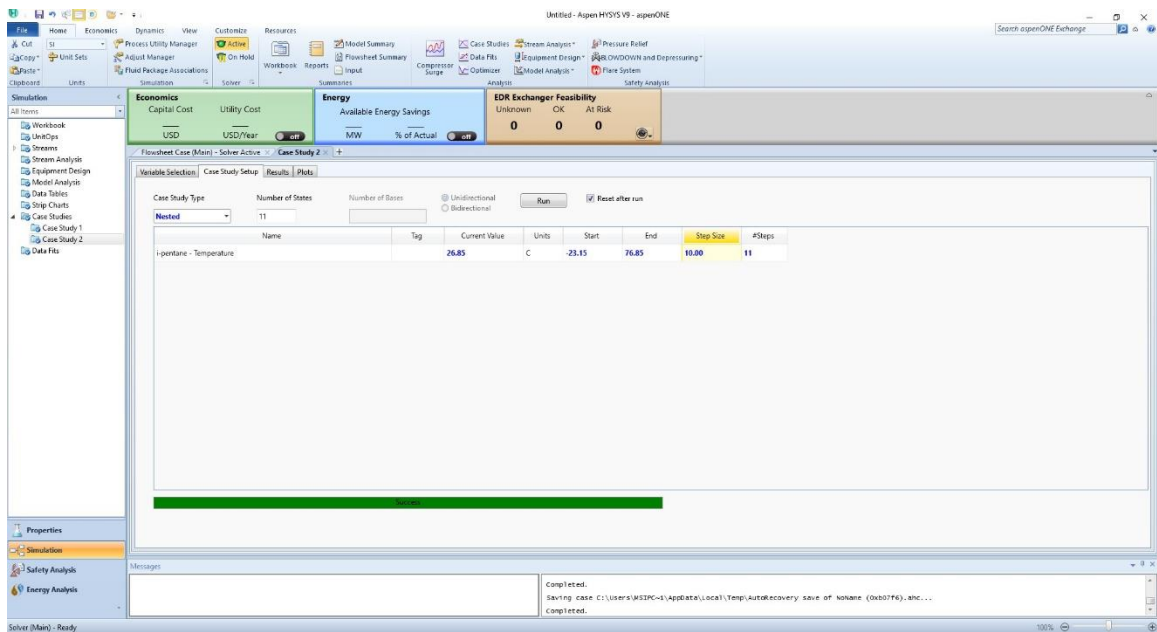 Untitled - Aspen HYSYS V9 - aspenONE
File Home Economics Dynamics View Customize Resources
Search aspenONE Exchange
Cut SI Process Utility Manager Active Model Summary Case Studies Stream Analysis Pressure Relief
Copy Unit Sets Adjust Manager On Hold Workbook Reports Flowsheet Summary Compressor Surge Data Fits Equipment Design BLOWDOWN and Depressuring
Paste Fluid Package Associations Input Optimizer Model Analysis Flare System
Clipboard Units Simulation Solver Summaries Analysis Safety Analysis
Simulation
All Items
Workbook
UnitOps
Streams
Stream Analysis
Equipment Design
Model Analysis
Data Tables
Strip Charts
Case Studies
Case Study 1
Case Study 2
Data Fits
Properties
Simulation
Safety Analysis
Energy Analysis
Economics Energy EDR Exchanger Feasibility
Capital Cost Utility Cost Available Energy Savings Unknown OK At Risk
USD USD/Year off MW % of Actual off 0 0 0
Flowsheet Case (Main) - Solver Active Case Study 2 +
Variable Selection Case Study Setup Results Plots
Case Study Type Number of States Number of Bases Unidirectional Run Reset after run
Nested 11 Bidirectional
Name Tag Current Value Units Start End Step Size #Steps
i-pentane - Temperature 26.85 C -23.15 76.85 10.00 11
Success
Messages
Completed.
Saving case C:\Users\MSIPC~1\AppData\Local\Temp\AutoRecovery save of NoName (0xb07f6).ahc...
Completed.
Solver (Main) - Ready 100%